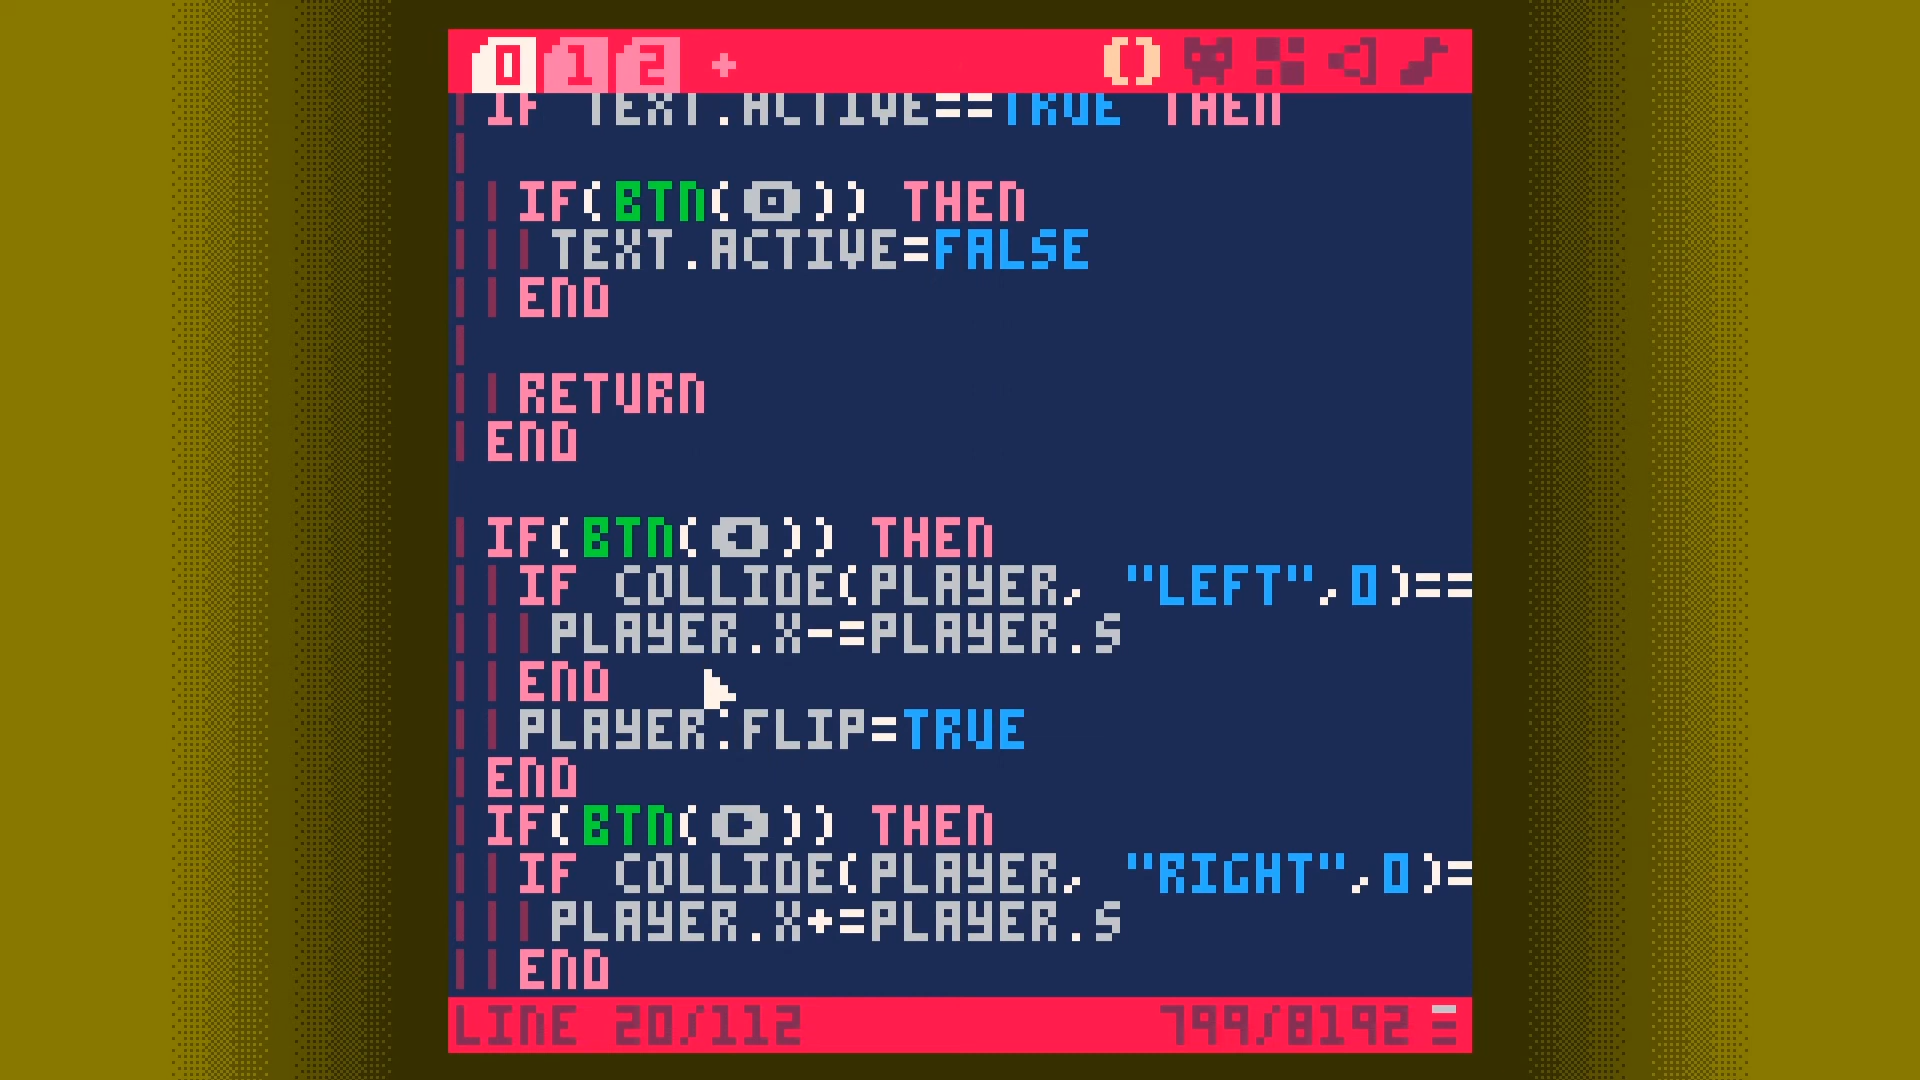 0 1 2 +
IF TEXT.ACTIVE==TRUE THEN
IF(BTN(🅾️)) THEN
TEXT.ACTIVE=FALSE
END
RETURN
END
IF(BTN(⬅️)) THEN
IF COLLIDE(PLAYER, "LEFT",0)==
PLAYER.X-=PLAYER.S
END
PLAYER.FLIP=TRUE
END
IF(BTN(➡️)) THEN
IF COLLIDE(PLAYER, "RIGHT",0)=
PLAYER.X+=PLAYER.S
END
LINE 20/112 799/8192